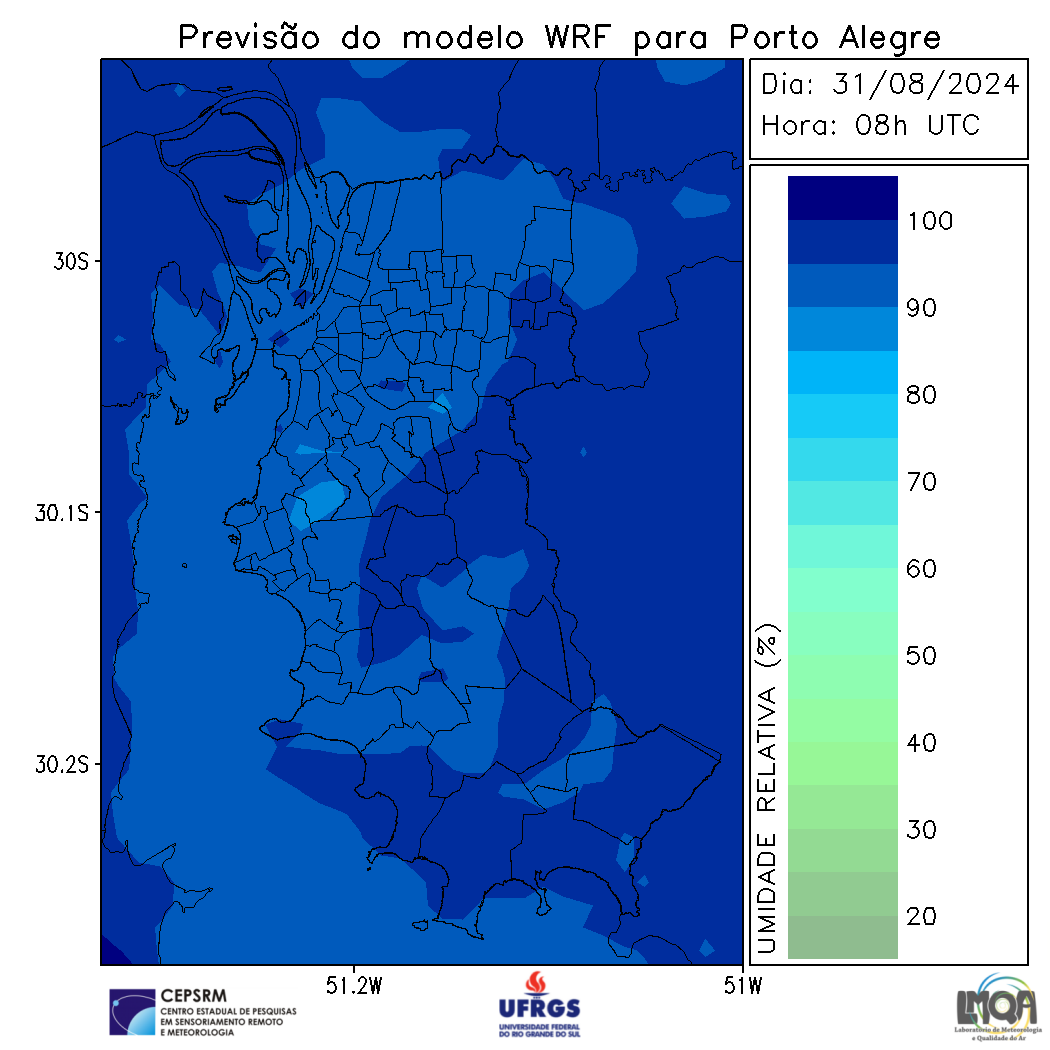 Previsão do modelo WRF para Porto Alegre
Dia: 31/08/2024
Hora: 08h UTC
100
90
80
70
60
50
40
30
20
UMIDADE RELATIVA (%)
30S
30.1S
30.2S
51.2W
51W
CEPSRM
CENTRO ESTADUAL DE PESQUISAS
EM SENSORIAMENTO REMOTO
E METEOROLOGIA
UFRGS
UNIVERSIDADE FEDERAL
DO RIO GRANDE DO SUL
LMQA
Laboratório de Meteorologia
e Qualidade do Ar